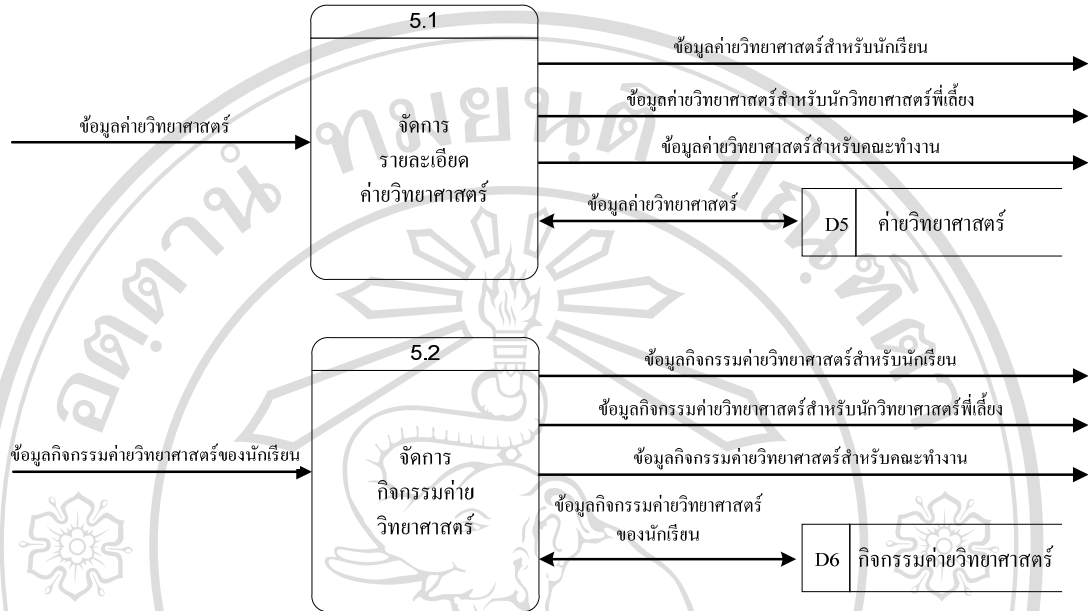 5.1
ข้อมูลค่ายวิทยาศาสตร์
จัดการ
รายละเอียด
ค่ายวิทยาศาสตร์
ข้อมูลค่ายวิทยาศาสตร์สำหรับนักเรียน
ข้อมูลค่ายวิทยาศาสตร์สำหรับนักวิทยาศาสตร์พี่เลี้ยง
ข้อมูลค่ายวิทยาศาสตร์สำหรับคณะทำงาน
ข้อมูลค่ายวิทยาศาสตร์
D5 ค่ายวิทยาศาสตร์
5.2
ข้อมูลกิจกรรมค่ายวิทยาศาสตร์ของนักเรียน
จัดการ
กิจกรรมค่าย
วิทยาศาสตร์
ข้อมูลกิจกรรมค่ายวิทยาศาสตร์สำหรับนักเรียน
ข้อมูลกิจกรรมค่ายวิทยาศาสตร์สำหรับนักวิทยาศาสตร์พี่เลี้ยง
ข้อมูลกิจกรรมค่ายวิทยาศาสตร์สำหรับคณะทำงาน
ข้อมูลกิจกรรมค่ายวิทยาศาสตร์
ของนักเรียน
D6 กิจกรรมค่ายวิทยาศาสตร์
อตฺตานํ ทมยนฺติ ปณฺฑิตา